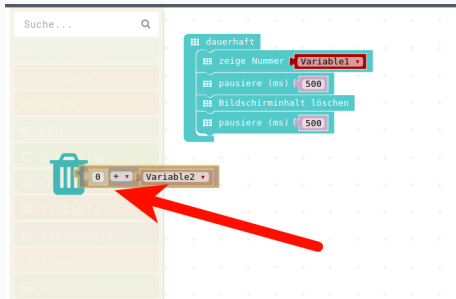 Suche...
dauerhaft
zeige Nummer Variable1
pausiere (ms) 500
Bildschirminhalt löschen
pausiere (ms) 500
0 + Variable2